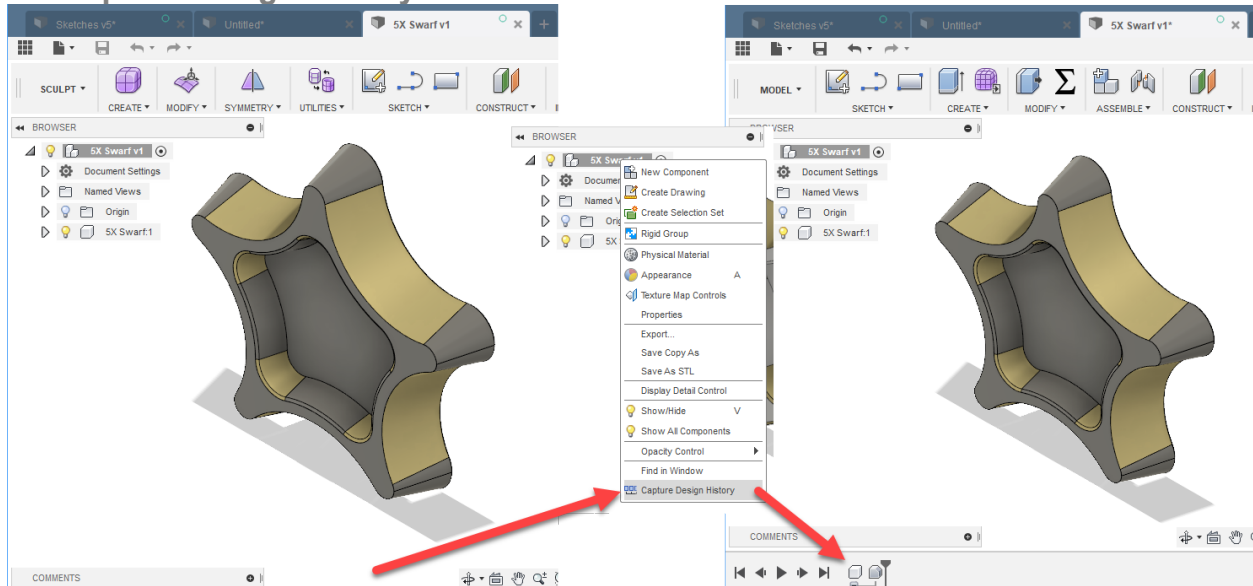 Sketches v5*
Untitled*
5X Swarf v1
SCULPT
CREATE
MODIFY
SYMMETRY
UTILITIES
SKETCH
CONSTRUCT
BROWSER
5X Swarf v1
Document Settings
Named Views
Origin
5X Swarf:1
COMMENTS
BROWSER
New Component
Create Drawing
Create Selection Set
Rigid Group
Physical Material
Appearance A
Texture Map Controls
Properties
Export...
Save Copy As
Save As STL
Display Detail Control
Show/Hide V
Show All Components
Opacity Control
Find in Window
Capture Design History
Sketches v5*
Untitled*
5X Swarf v1*
MODEL
SKETCH
CREATE
MODIFY
ASSEMBLE
CONSTRUCT
5X Swarf v1
Document Settings
Named Views
Origin
5X Swarf:1
COMMENTS